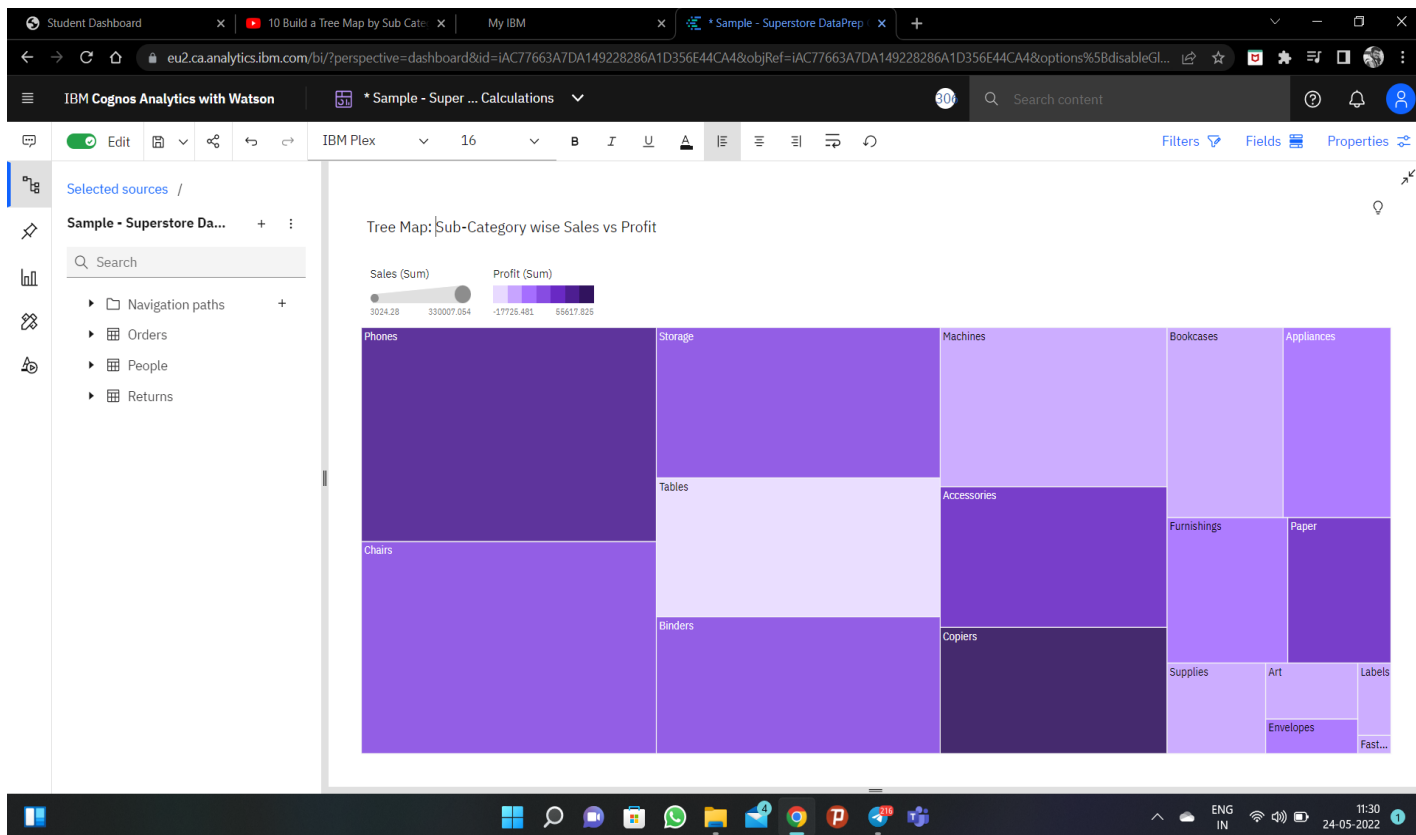 Student Dashboard
10 Build a Tree Map by Sub Cate
My IBM
* Sample - Superstore DataPrep
eu2.ca.analytics.ibm.com/bi/?perspective=dashboard&id=iAC77663A7DA149228286A1D356E44CA4&objRef=iAC77663A7DA149228286A1D356E44CA4&options%5BdisableGl...
IBM Cognos Analytics with Watson
* Sample - Super ... Calculations
306
Search content
Edit
IBM Plex
16
B I U A
Filters
Fields
Properties
Selected sources /
Sample - Superstore Da...
Search
Navigation paths
Orders
People
Returns
Tree Map: Sub-Category wise Sales vs Profit
Sales (Sum)
3024.28 330007.054
Profit (Sum)
-17725.481 55617.825
Phones
Storage
Machines
Bookcases
Appliances
Tables
Accessories
Furnishings
Paper
Chairs
Binders
Copiers
Supplies
Art
Labels
Envelopes
Fast...
4
216
ENG
IN
11:30
24-05-2022
1